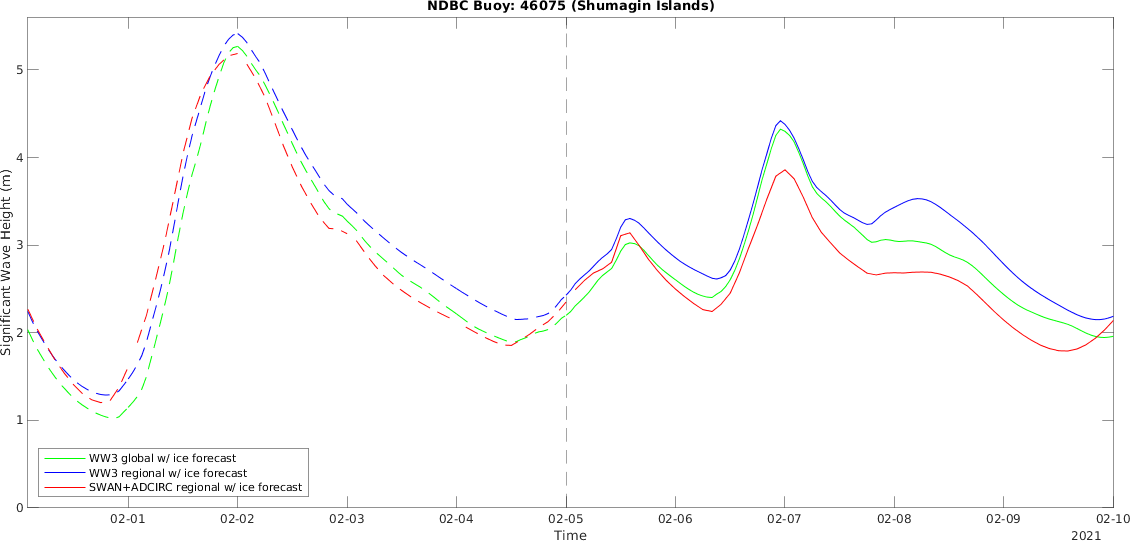 NDBC Buoy: 46075 (Shumagin Islands)
Significant Wave Height (m)
5
4
3
2
1
0
WW3 global w/ ice forecast
WW3 regional w/ ice forecast
SWAN+ADCIRC regional w/ ice forecast
02-01 02-02 02-03 02-04 02-05 02-06 02-07 02-08 02-09 02-10
Time
2021